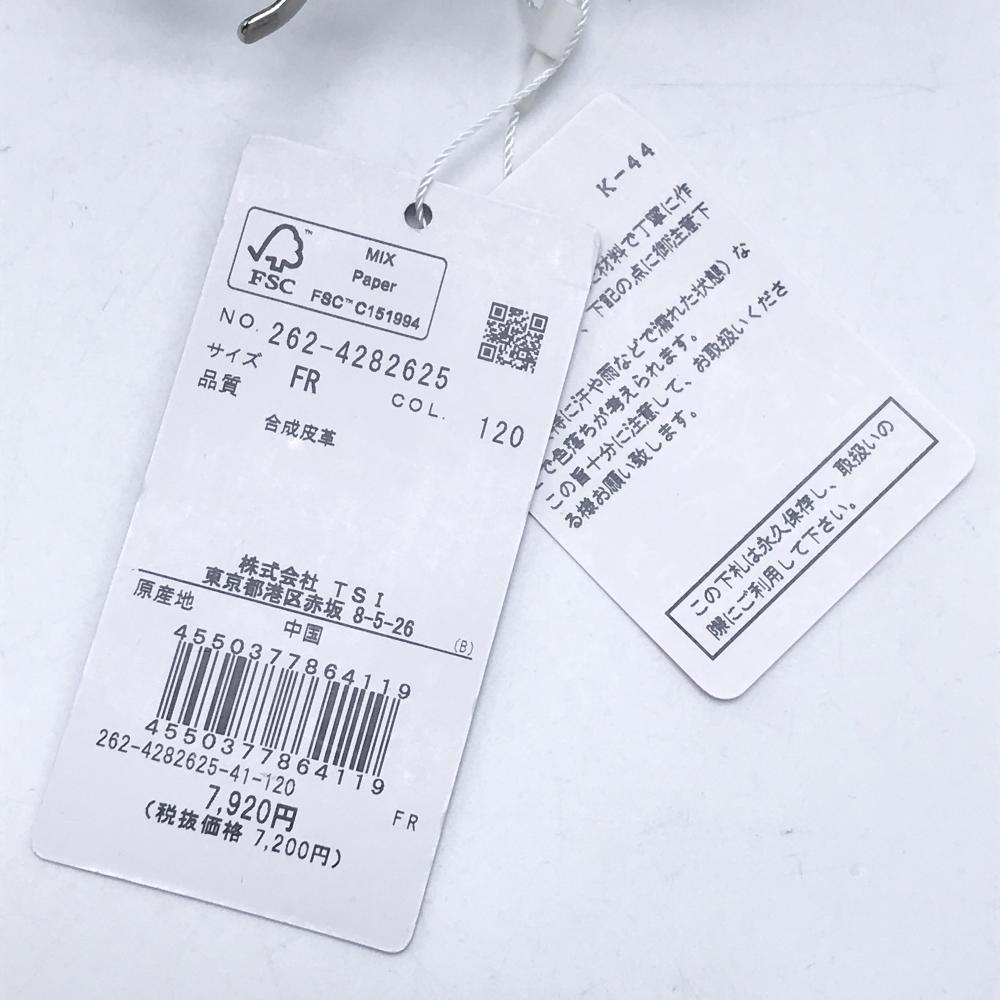 FSC™
MIX
Paper
FSC™ C151994
NO. 262-4282625
サイズ FR COL. 120
品質
合成皮革
株式会社 TSI
東京都港区赤坂 8-5-26
(B)
原産地 中国
4550377864119
4550377864119
262-4282625-41-120
7,920円 FR
(税抜価格 7,200円)
K-44
材料で丁寧に作
、下記の点に御注意下
特に汗や雨などで濡れた状態)な
で色落ちが考えられます。
この旨十分に注意して、お取扱いくださ
る様お願い致します。
この下札は永久保存し、取扱いの
際にご利用して下さい。